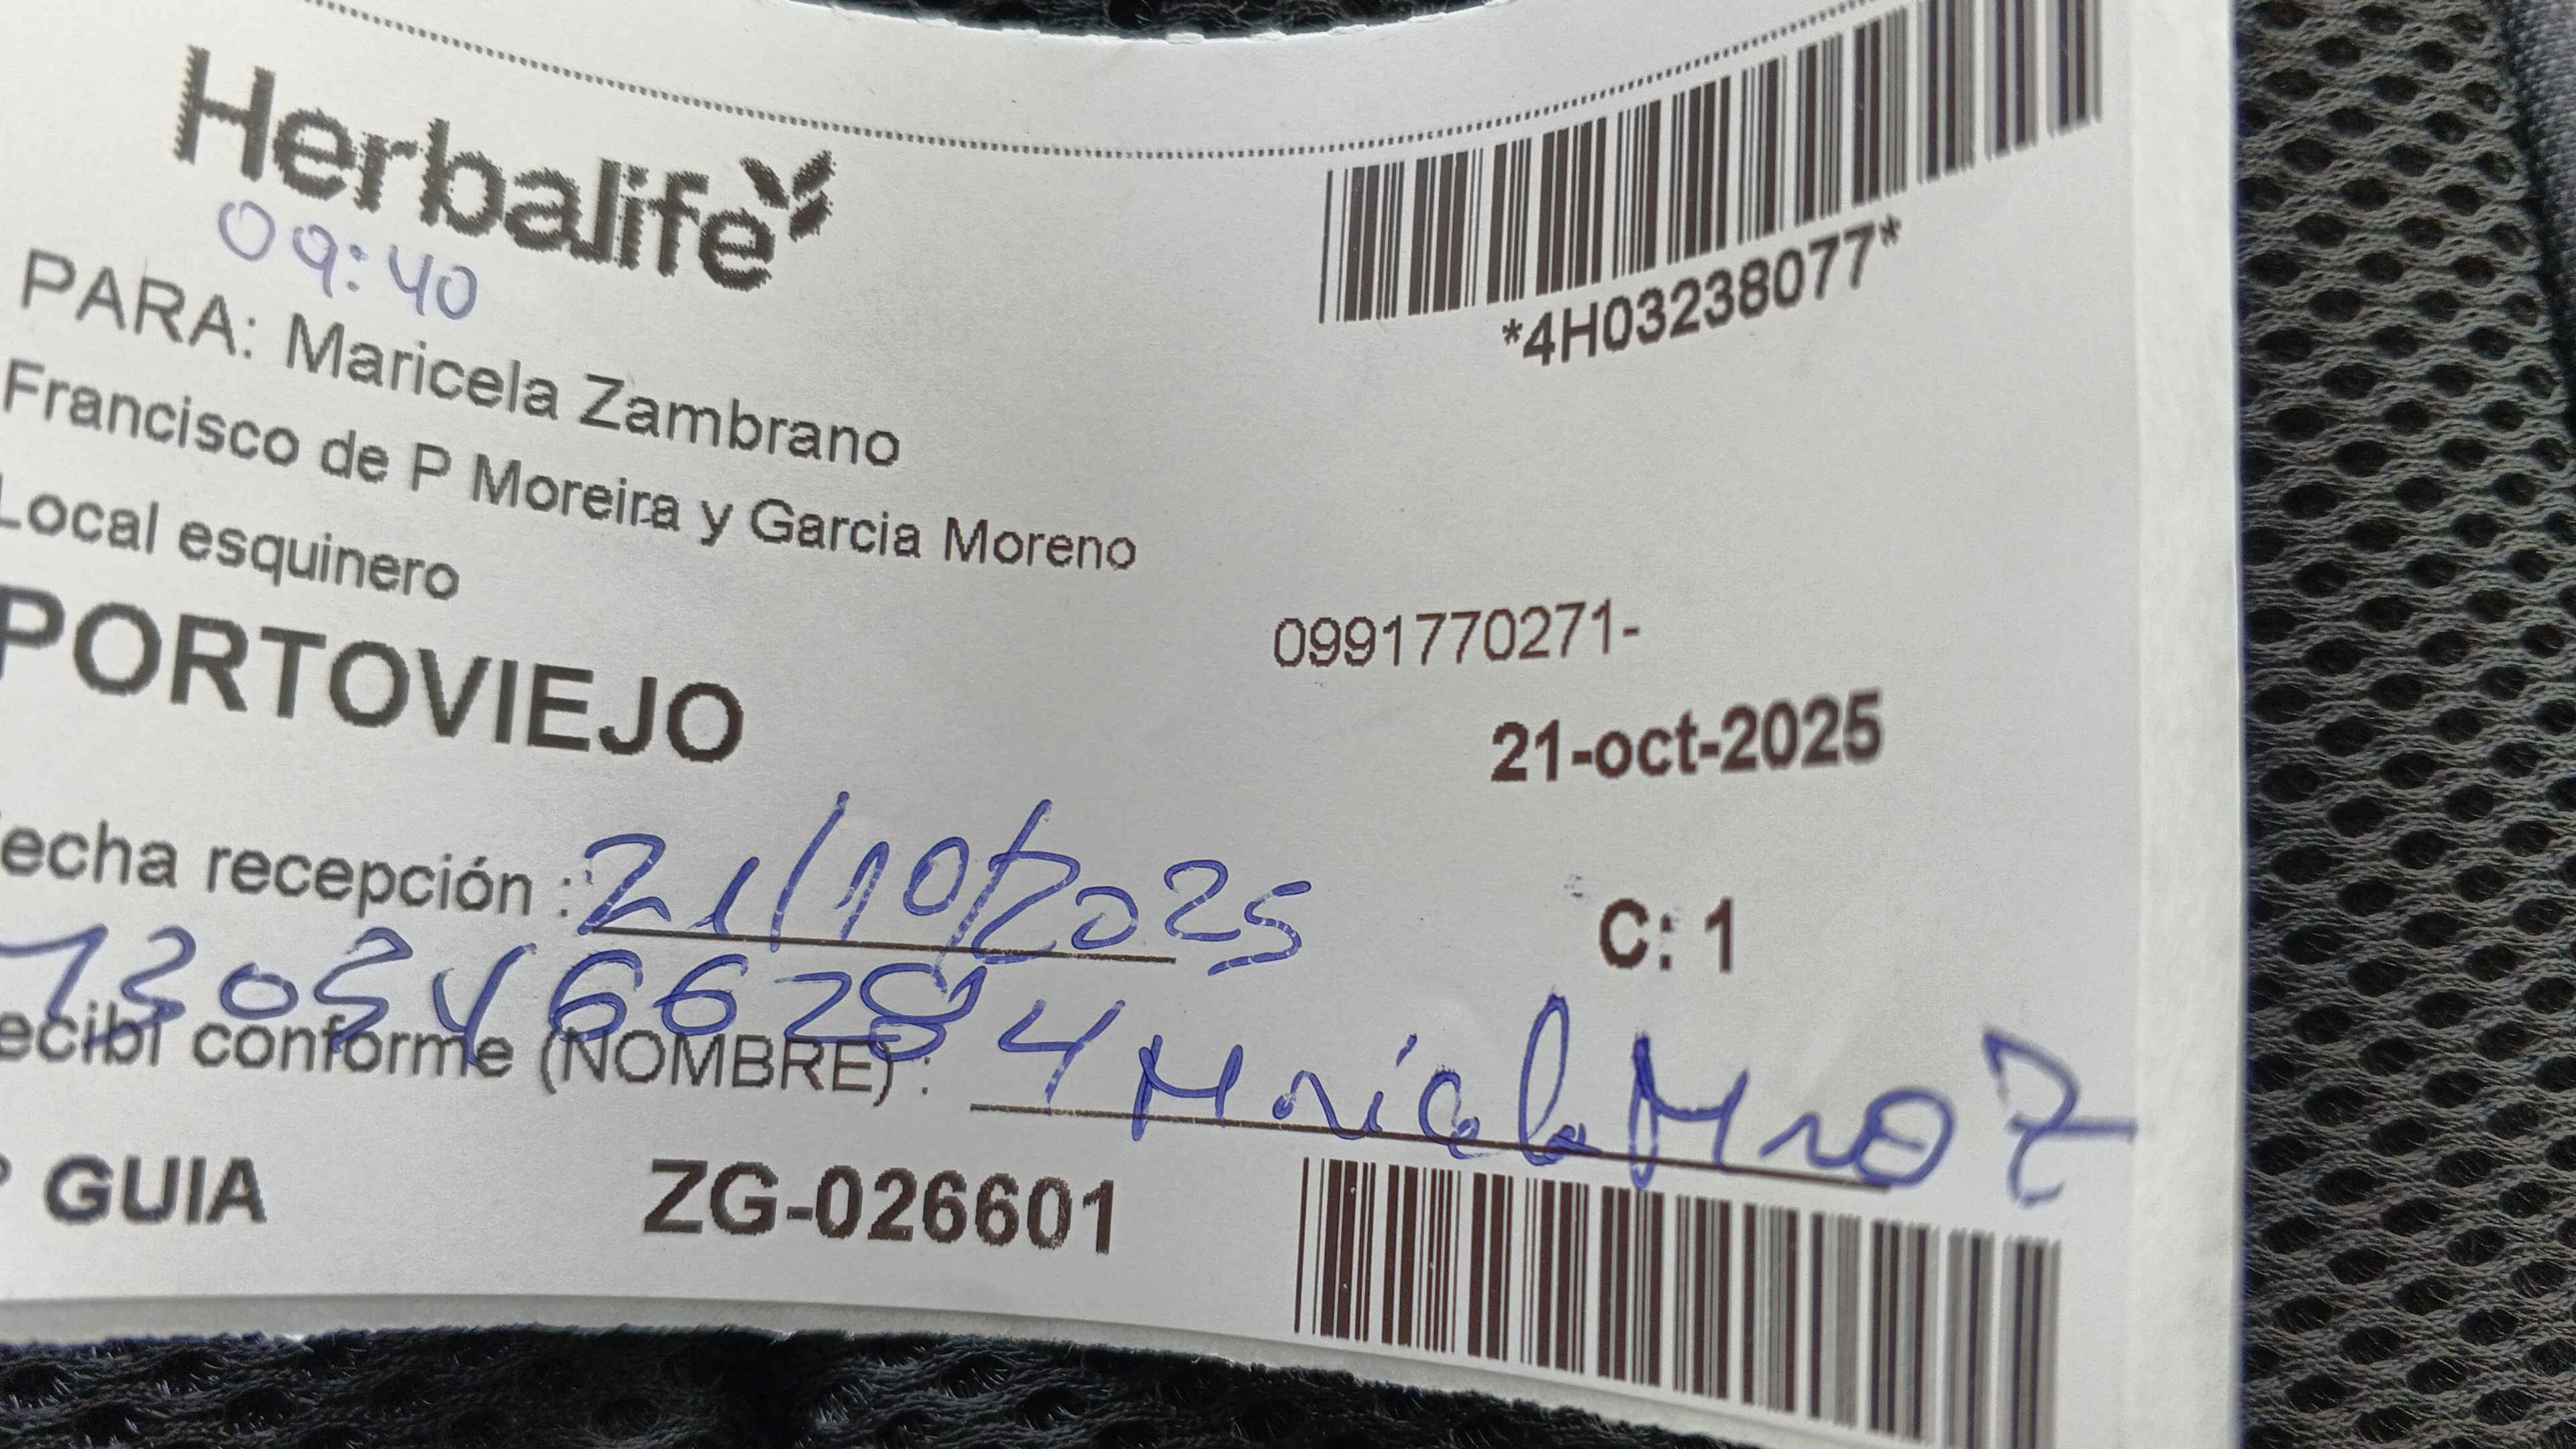 Herbalife
*4H03238077*
09:40
PARA: Maricela Zambrano
Francisco de P Moreira y Garcia Moreno
Local esquinero
0991770271-
PORTOVIEJO
21-oct-2025
echa recepción : 21/10/2025
C: 1
ecibi conforme (NOMBRE) :
GUIA ZG-026601